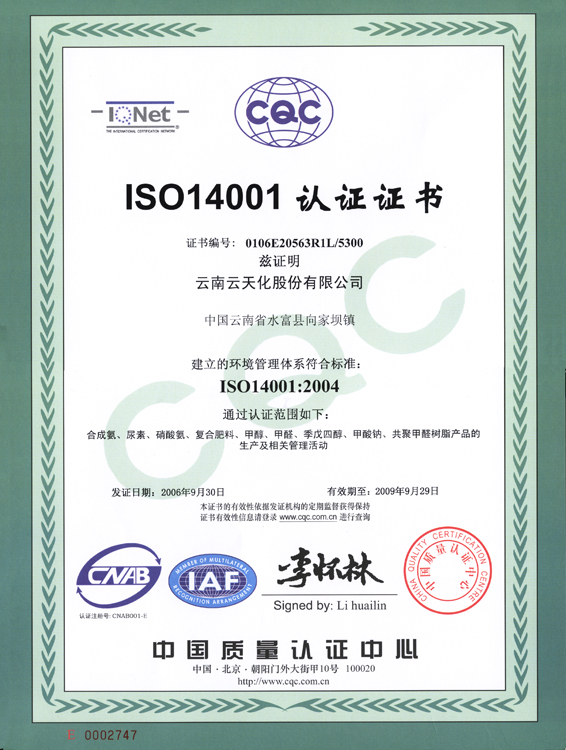 IQNet
THE INTERNATIONAL CERTIFICATION NETWORK
CQC
ISO14001 认证证书
证书编号: 0106E20563R1L/5300
兹证明
云南云天化股份有限公司
中国云南省水富县向家坝镇
建立的环境管理体系符合标准:
ISO14001:2004
通过认证范围如下:
合成氨、尿素、硝酸氨、复合肥料、甲醇、甲醛、季戊四醇、甲酸钠、共聚甲醛树脂产品的
生产及相关管理活动
发证日期: 2006年9月30日 有效期至: 2009年9月29日
本证书的有效性依据发证机构的定期监督获得保持
证书有效性信息请登录 www.cqc.com.cn 进行查询
CNAB
认证注册号: CNAB001-E
MEMBER OF MULTILATERAL
IAF
RECOGNITION ARRANGEMENT
李怀林
Signed by: Li huailin
CHINA QUALITY CERTIFICATION CENTRE
中国质量认证中心
中国质量认证中心
中国·北京·朝阳门外大街甲10号 100020
http://www.cqc.com.cn
CQC
E 0002747